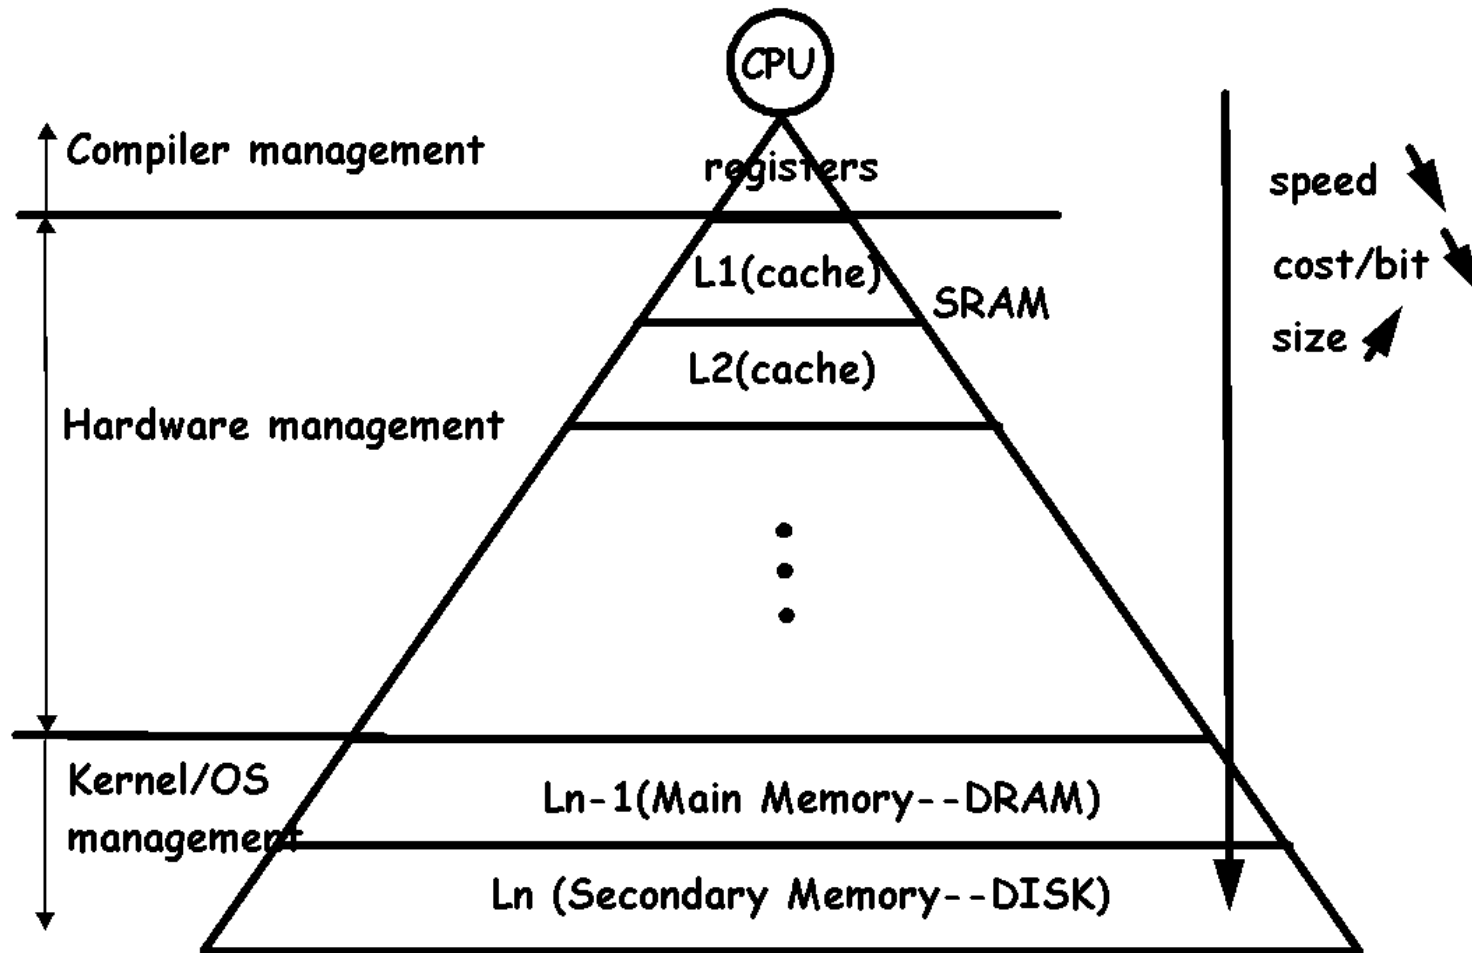 CPU
Compiler management
registers
speed
cost/bit
size
L1(cache)
SRAM
L2(cache)
Hardware management
Kernel/OS
management
Ln-1(Main Memory--DRAM)
Ln (Secondary Memory--DISK)